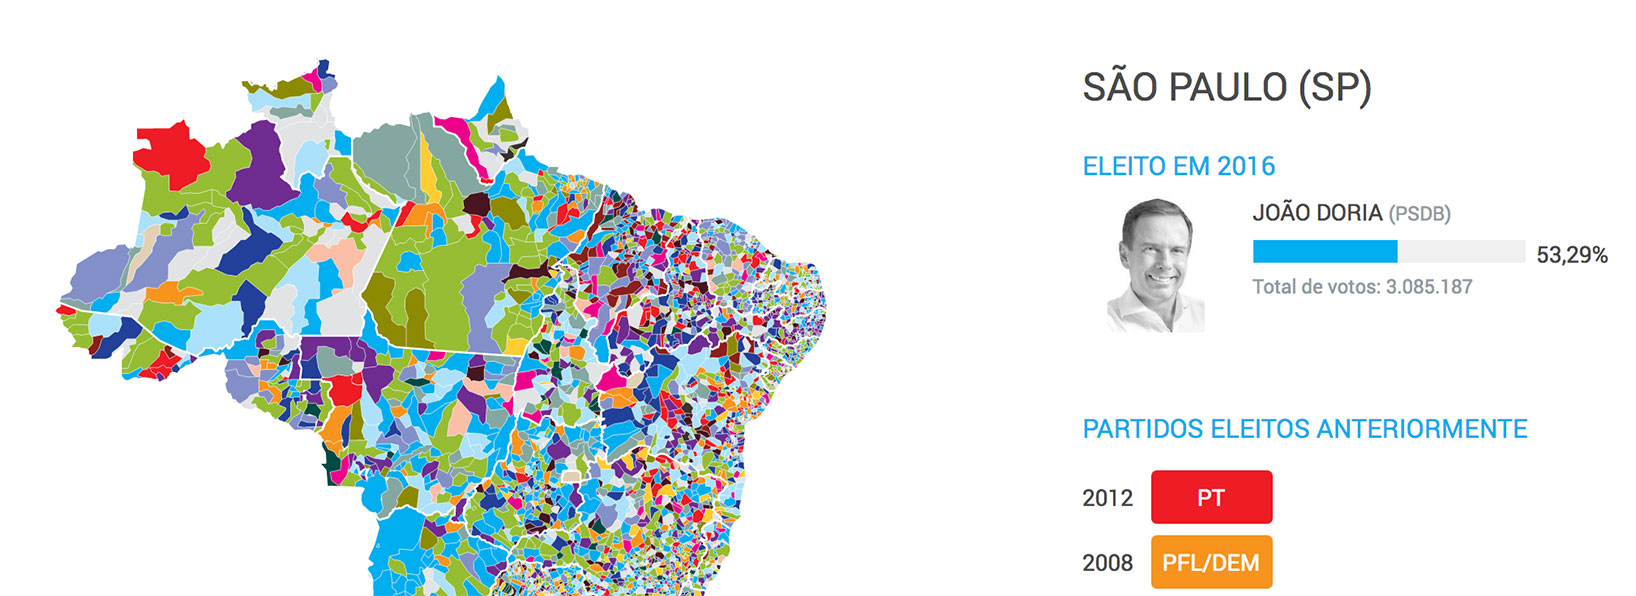 SÃO PAULO (SP)
ELEITO EM 2016
JOÃO DORIA (PSDB)
53,29%
Total de votos: 3.085.187
PARTIDOS ELEITOS ANTERIORMENTE
2012 PT
2008 PFL/DEM